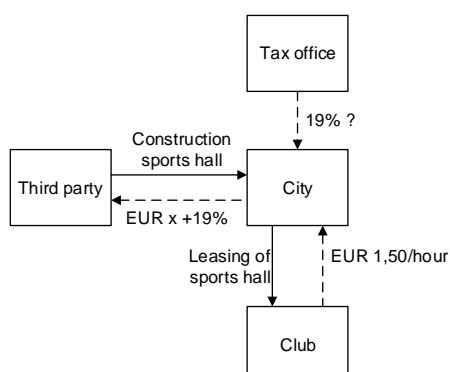 Tax office
19% ?
Construction
sports hall
Third party
City
EUR x +19%
Leasing of
sports hall
EUR 1,50/hour
Club